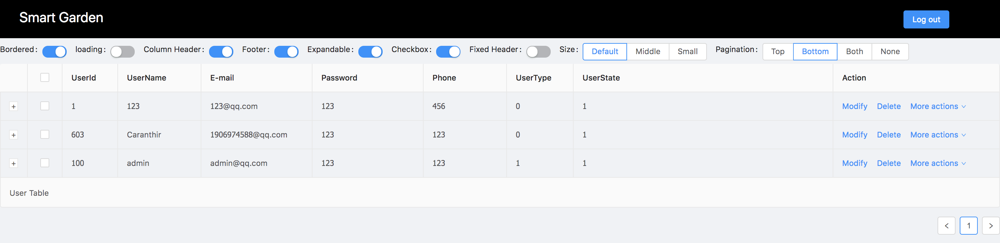 Smart Garden Log out
Bordered: loading: Column Header: Footer: Expandable: Checkbox: Fixed Header: Size: Default Middle Small Pagination: Top Bottom Both None
UserId UserName E-mail Password Phone UserType UserState Action
+ 1 123 123@qq.com 123 456 0 1 Modify Delete More actions
+ 603 Caranthir 1906974588@qq.com 123 123 0 1 Modify Delete More actions
+ 100 admin admin@qq.com 123 123 1 1 Modify Delete More actions
User Table
< 1 >